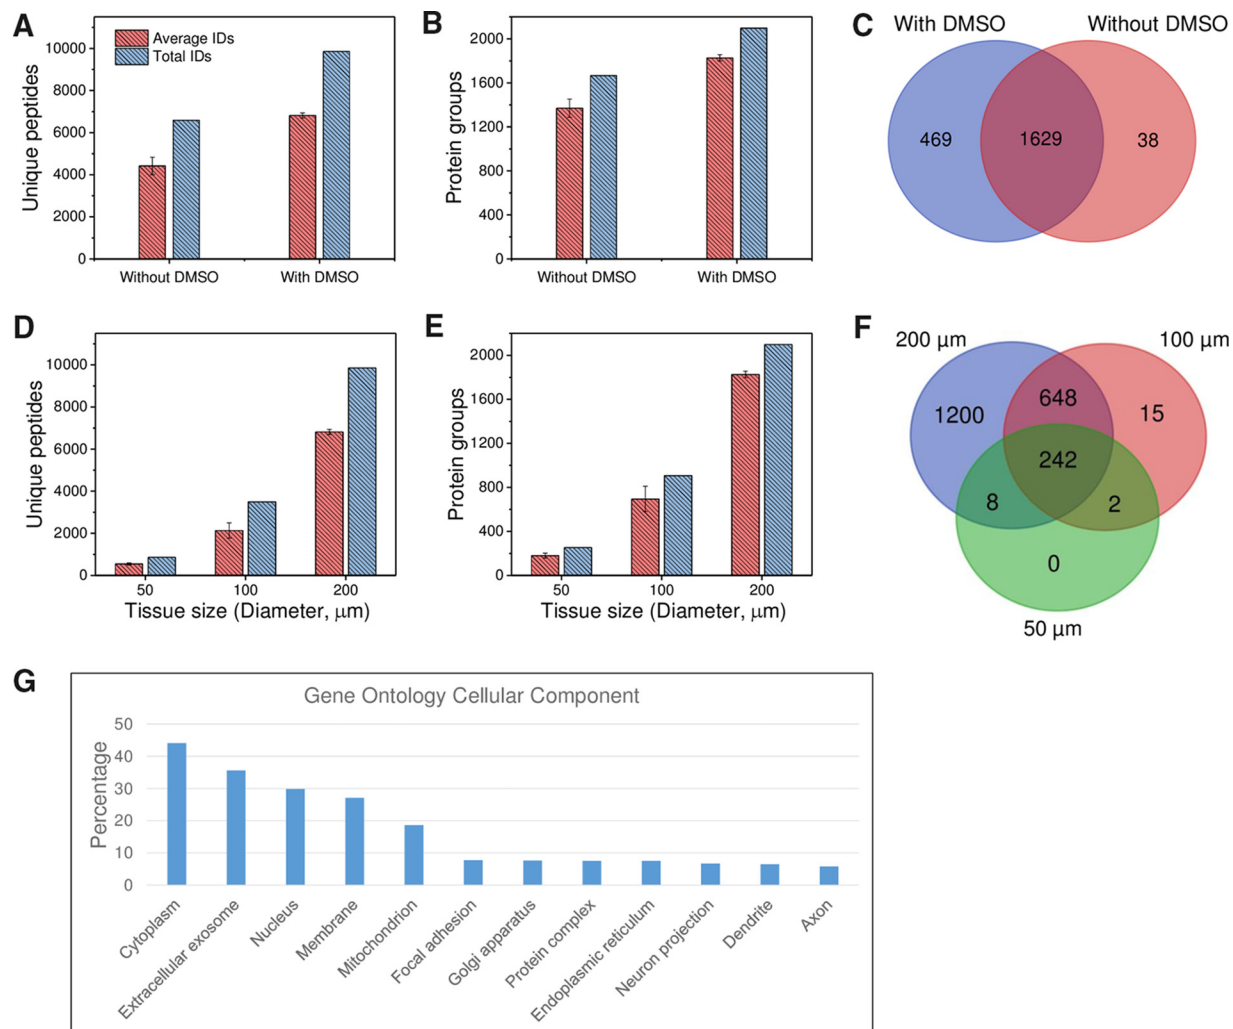 A
Unique peptides
10000
8000
6000
4000
2000
0
Average IDs
Total IDs
Without DMSO
With DMSO
B
Protein groups
2000
1600
1200
800
400
0
Without DMSO
With DMSO
C
With DMSO
Without DMSO
469
1629
38
D
Unique peptides
10000
8000
6000
4000
2000
0
50
100
200
Tissue size (Diameter, μm)
E
Protein groups
2000
1600
1200
800
400
0
50
100
200
Tissue size (Diameter, μm)
F
200 μm
100 μm
1200
648
15
242
8
2
0
50 μm
G
Gene Ontology Cellular Component
Percentage
50
40
30
20
10
0
Cytoplasm
Extracellular exosome
Nucleus
Membrane
Mitochondrion
Focal adhesion
Golgi apparatus
Protein complex
Endoplasmic reticulum
Neuron projection
Dendrite
Axon